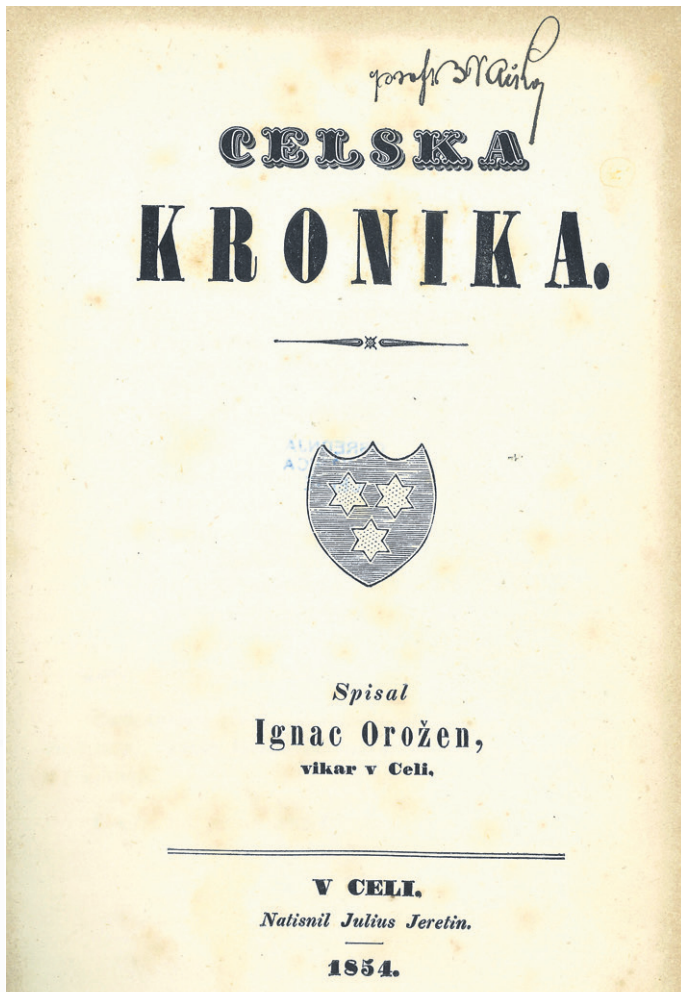 CELSKA
KRONIKA.
Spisal
Ignac Orožen,
vikar v Celi.
V CELI.
Natisnil Julius Jeretin.
1854.